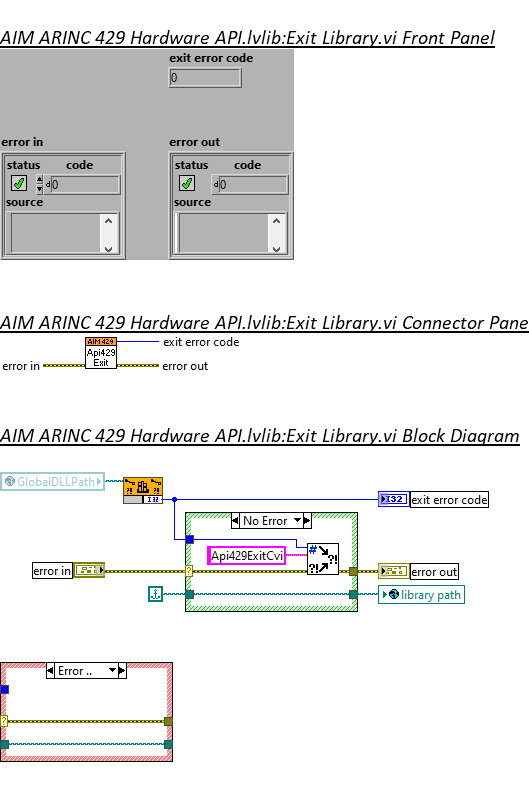 AIM ARINC 429 Hardware API.lvlib:Exit Library.vi Front Panel
exit error code
0
error in
error out
status code
status code
d0
d0
source
source
AIM ARINC 429 Hardware API.lvlib:Exit Library.vi Connector Pane
AIM429
Api429
Exit
exit error code
error in
error out
AIM ARINC 429 Hardware API.lvlib:Exit Library.vi Block Diagram
GlobalDLLPath
I32
I32
exit error code
No Error
Api429ExitCvi
#
?!
?!
?!
error in
?
error out
library path
Error ..
?